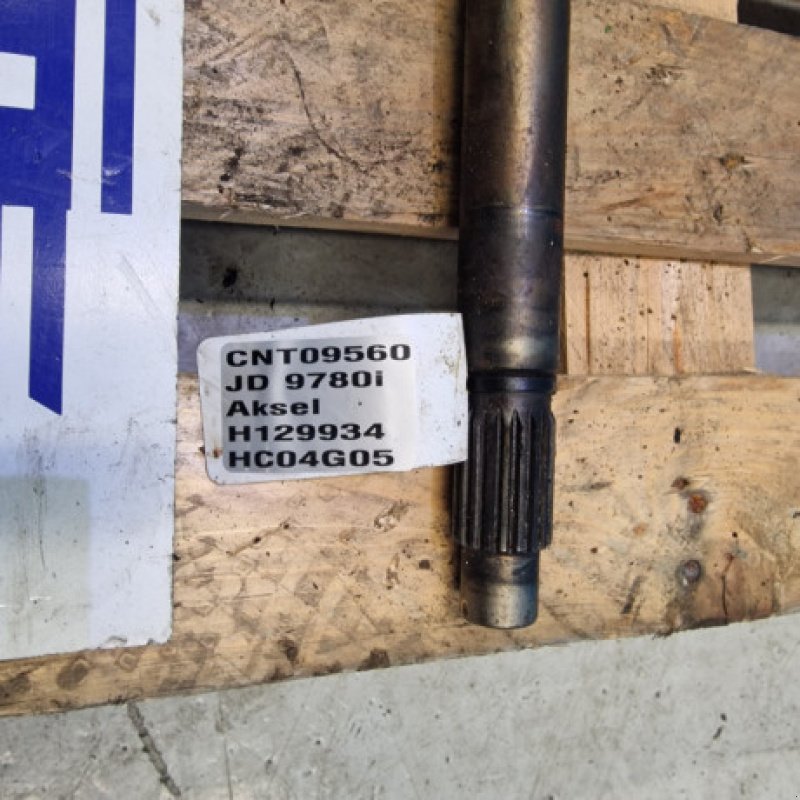 CNT09560
JD 9780i
Aksel
H129934
HC04G05